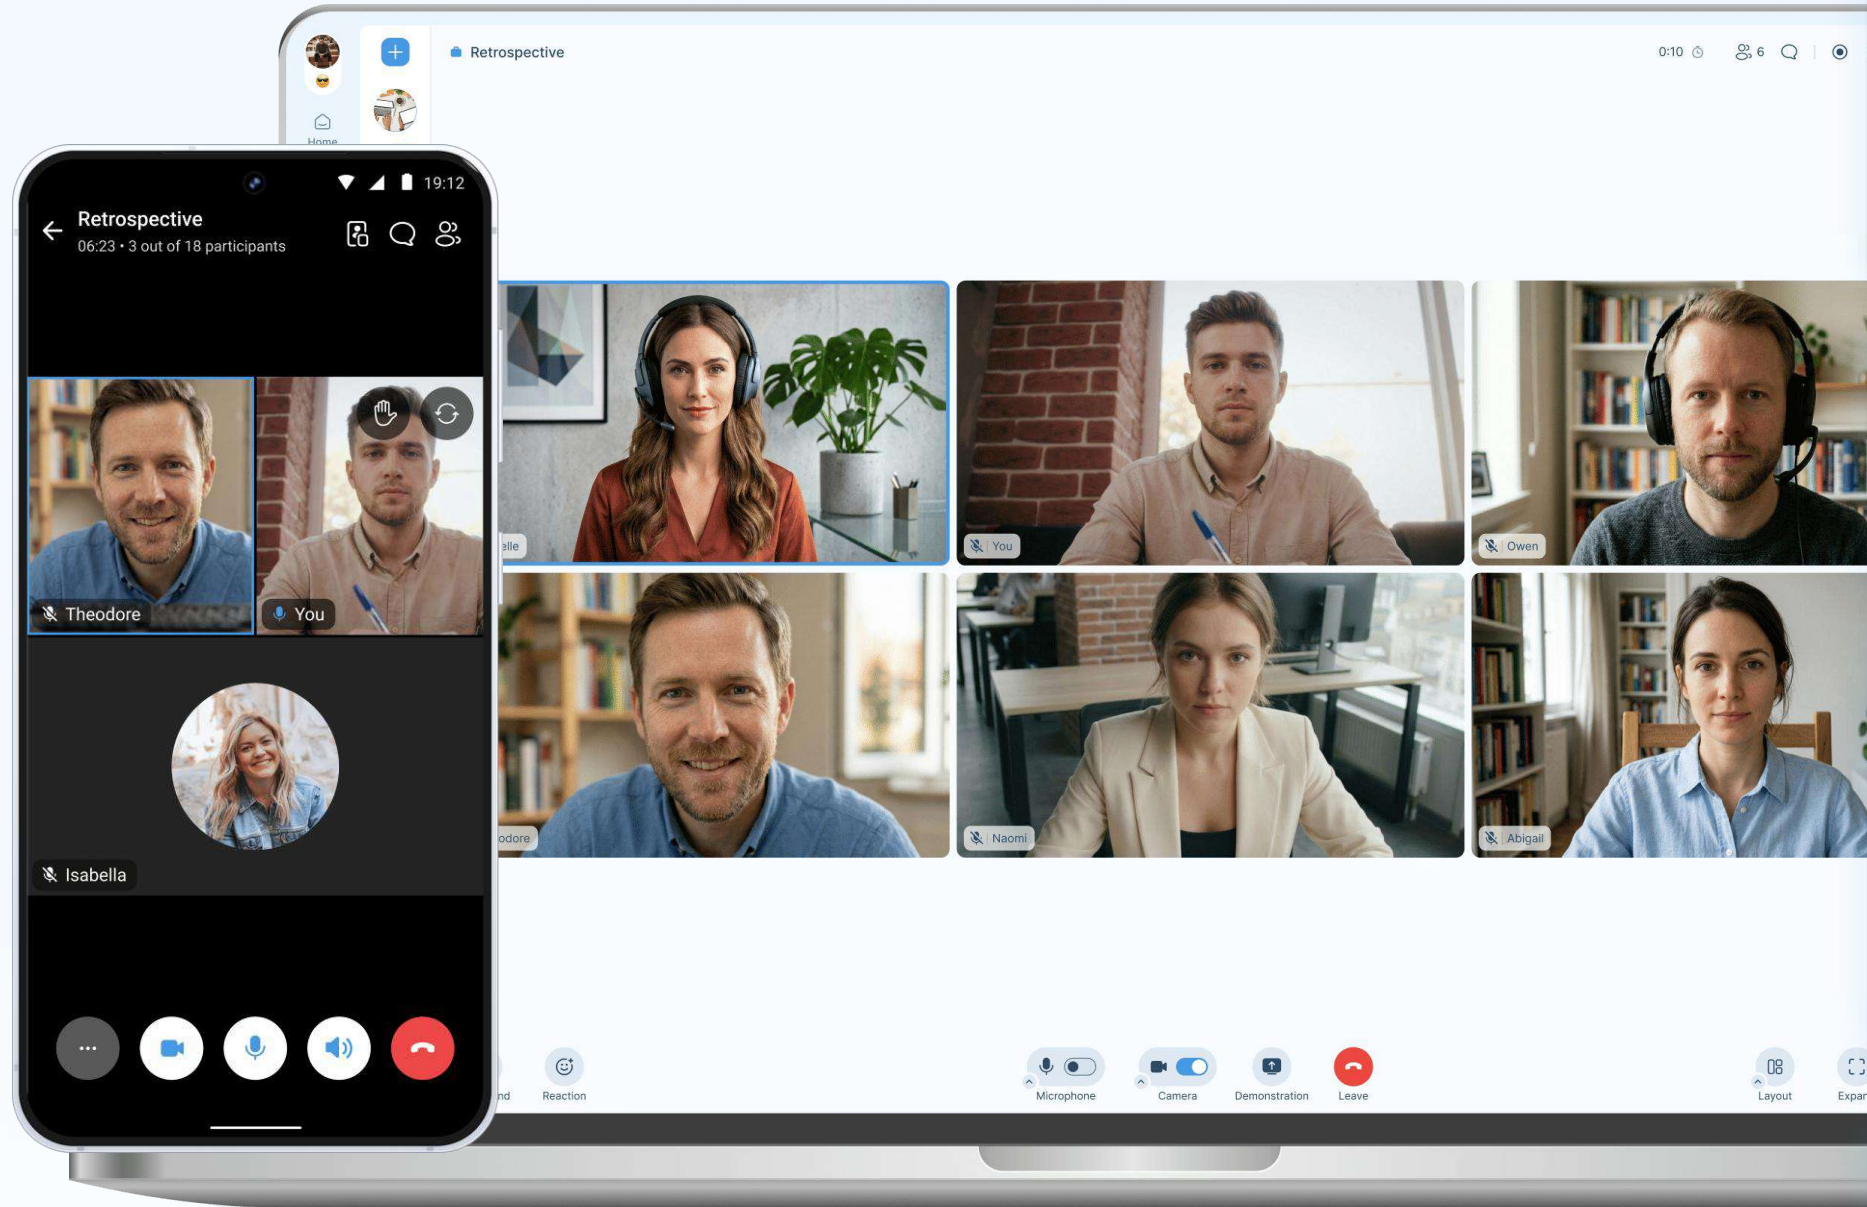 Retrospective
0:10
6
Home
19:12
Retrospective
06:23 • 3 out of 18 participants
Theodore
You
Isabella
You
Owen
Naomi
Abigail
Reaction
Microphone
Camera
Demonstration
Leave
Layout